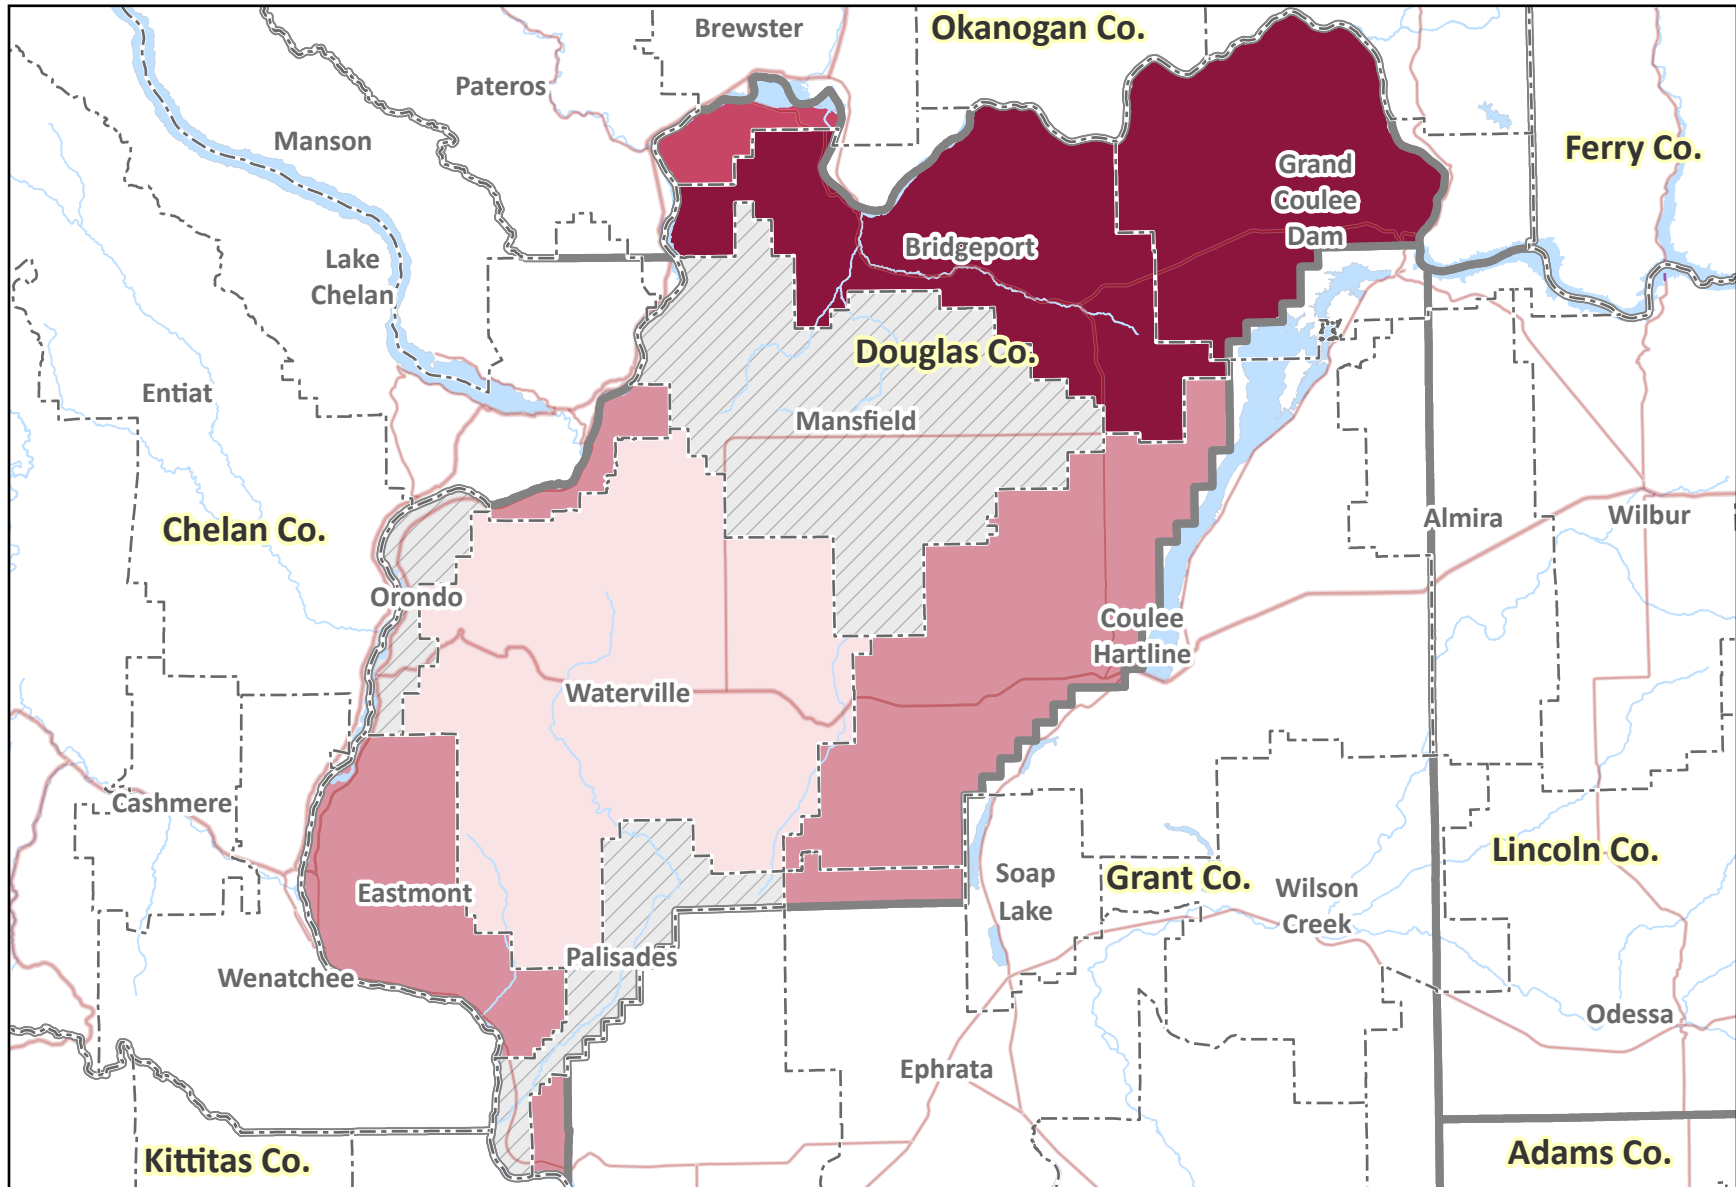 Brewster
Okanogan Co.
Pateros
Manson
Ferry Co.
Grand
Coulee
Dam
Bridgeport
Lake
Chelan
Douglas Co.
Entiat
Mansfield
Chelan Co.
Almira
Wilbur
Orondo
Coulee
Hartline
Waterville
Cashmere
Lincoln Co.
Eastmont
Soap
Lake
Grant Co.
Wilson
Creek
Palisades
Wenatchee
Odessa
Ephrata
Kittitas Co.
Adams Co.